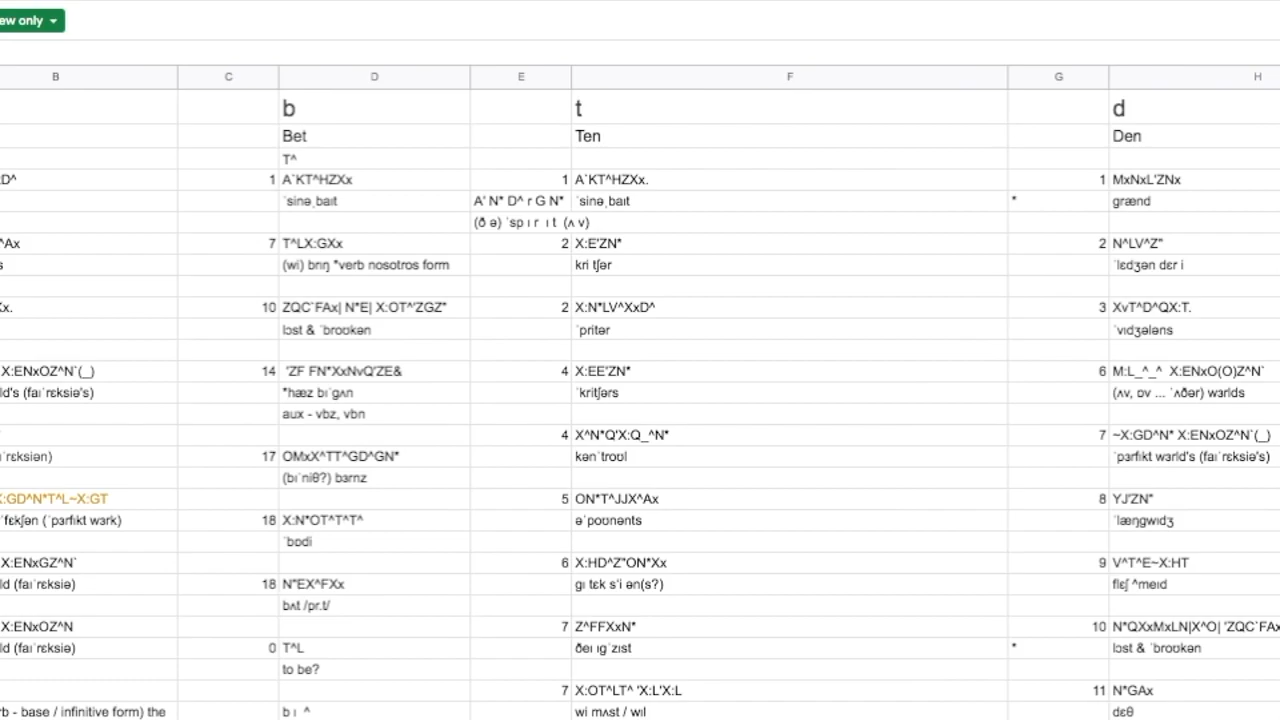 ew only
B C D E F G H
b t d
Bet Ten Den
T^
:D^ 1 A`KT^HZXx 1 A`KT^HZXx. 1 MxNxL'ZNx
ˈsinəˌbaɪt A' N* D^ r G N* ˈsinəˌbaɪt * grænd
(ð ə) ˈsp ɪ r ɪ t (ʌ v)
^Ax 7 T^LX:GXx 2 X:E'ZN* 2 N^LV^Z"
s (wi) brɪŋ *verb nosotros form kri tʃər ˈlɛdʒən dɛr i
Xx. 10 ZQC`FAx| N*E| X:OT^'ZGZ* 2 X:N*LV^XxD^ 3 XvT^D^QX:T.
lɔst & ˈbroʊkən ˈpritər ˈvɪdʒələns
X:ENxOZ^N`(_) 14 'ZF FN*XxNvQ'ZE& 4 X:EE'ZN* 6 M:L_^_^ X:ENxO(O)Z^N`
ld's (faɪˈrɛksiə's) *hæz bɪˈgʌn ˈkritʃərs (ʌv, ɒv ... ˈʌðər) wɜrlds
aux - vbz, vbn
4 X^N*Q'X:Q_^N* 7 ~X:GD^N* X:ENxOZ^N`(_)
ˈrɛksiən) 17 OMxX^TT^GD^GN* kənˈtroʊl ˈpɜrfɪkt wɜrld's (faɪˈrɛksiə's)
(bɪˈniθ?) bɜrnz
X:GD^N*T^L~X:GT 5 ON*T^JJX^Ax 8 YJ'ZN*
ˈfɛkʃən (ˈpɜrfɪkt wɜrk) 18 X:N*OT^T^T^ əˈpoʊnənts ˈlæŋgwɪdʒ
ˈbɒdi
X:ENxGZ^N` 6 X:HD^Z"ON*Xx 9 V^T^E~X:HT
ld (faɪˈrɛksiə) 18 N*EX^FXx gɪ tɛk s'i ən(s?) flɛʃ ^meɪd
bʌt /pr.t/
X:ENxOZ^N 7 Z^FFXxN* 10 N*QXxMxLN|X^O| 'ZQC`FAx
ld (faɪˈrɛksiə) 0 T^L ðeɪ ɪgˈzɪst * lɔst & ˈbroʊkən
to be?
7 X:OT^LT^ 'X:L'X:L 11 N*GAx
rb - base / infinitive form) the b ɪ ^ wi mʌst / wɪl dɛθ